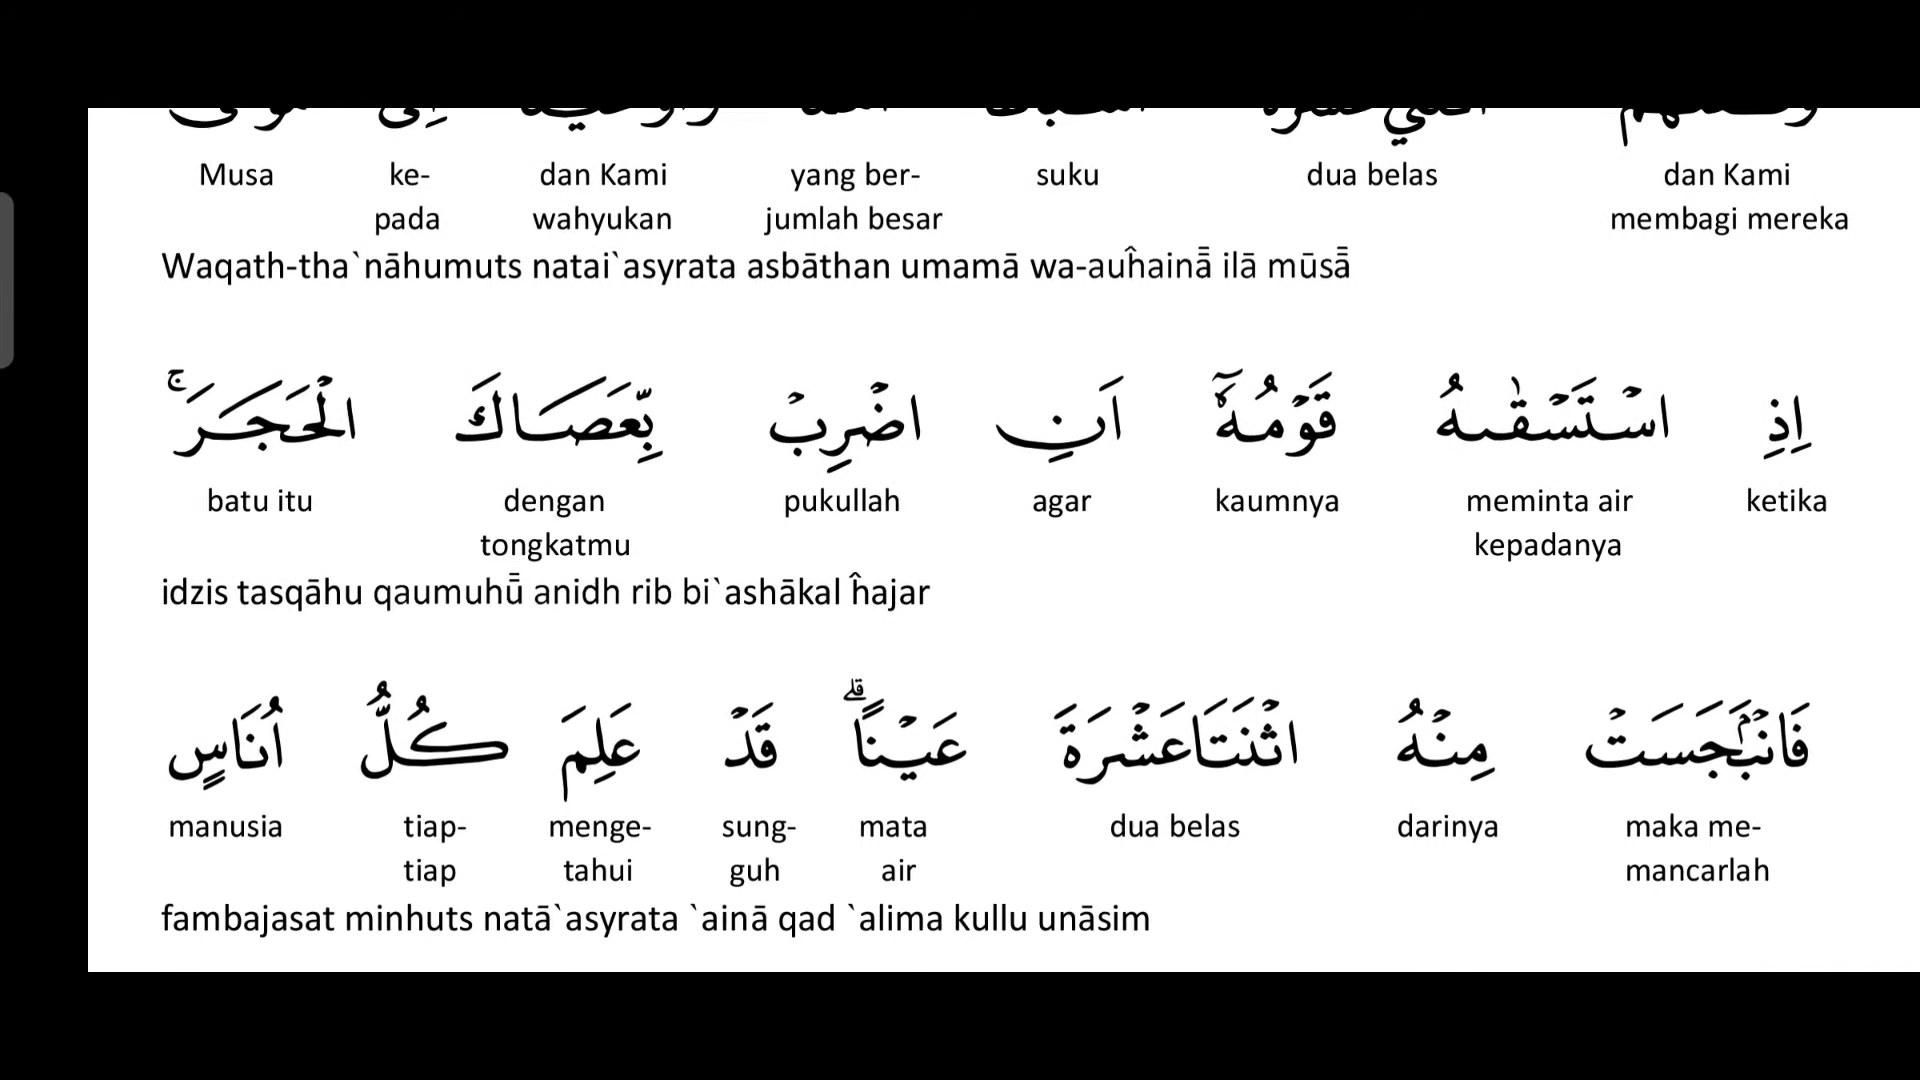 Musa ke- dan Kami yang ber- suku dua belas dan Kami
pada wahyukan jumlah besar membagi mereka
Waqath-tha`nāhumuts natai`asyrata asbāthan umamā wa-auĥainā̄ ilā mūsā̄
اِذِ اسْتَسْقٰىهُ قَوْمُهٗٓ اَنِ اضْرِبْ بِّعَصَاكَ الْحَجَرَۚ
batu itu dengan pukullah agar kaumnya meminta air ketika
tongkatmu kepadanya
idzis tasqāhu qaumuhū̄ anidh rib bi`ashākal ĥajar
فَانْۢبَجَسَتْ مِنْهُ اثْنَتَاعَشْرَةَ عَيْنًاۗ قَدْ عَلِمَ كُلُّ اُنَاسٍ
manusia tiap- menge- sung- mata dua belas darinya maka me-
tiap tahui guh air mancarlah
fambajasat minhuts natā`asyrata `ainā qad `alima kullu unāsim